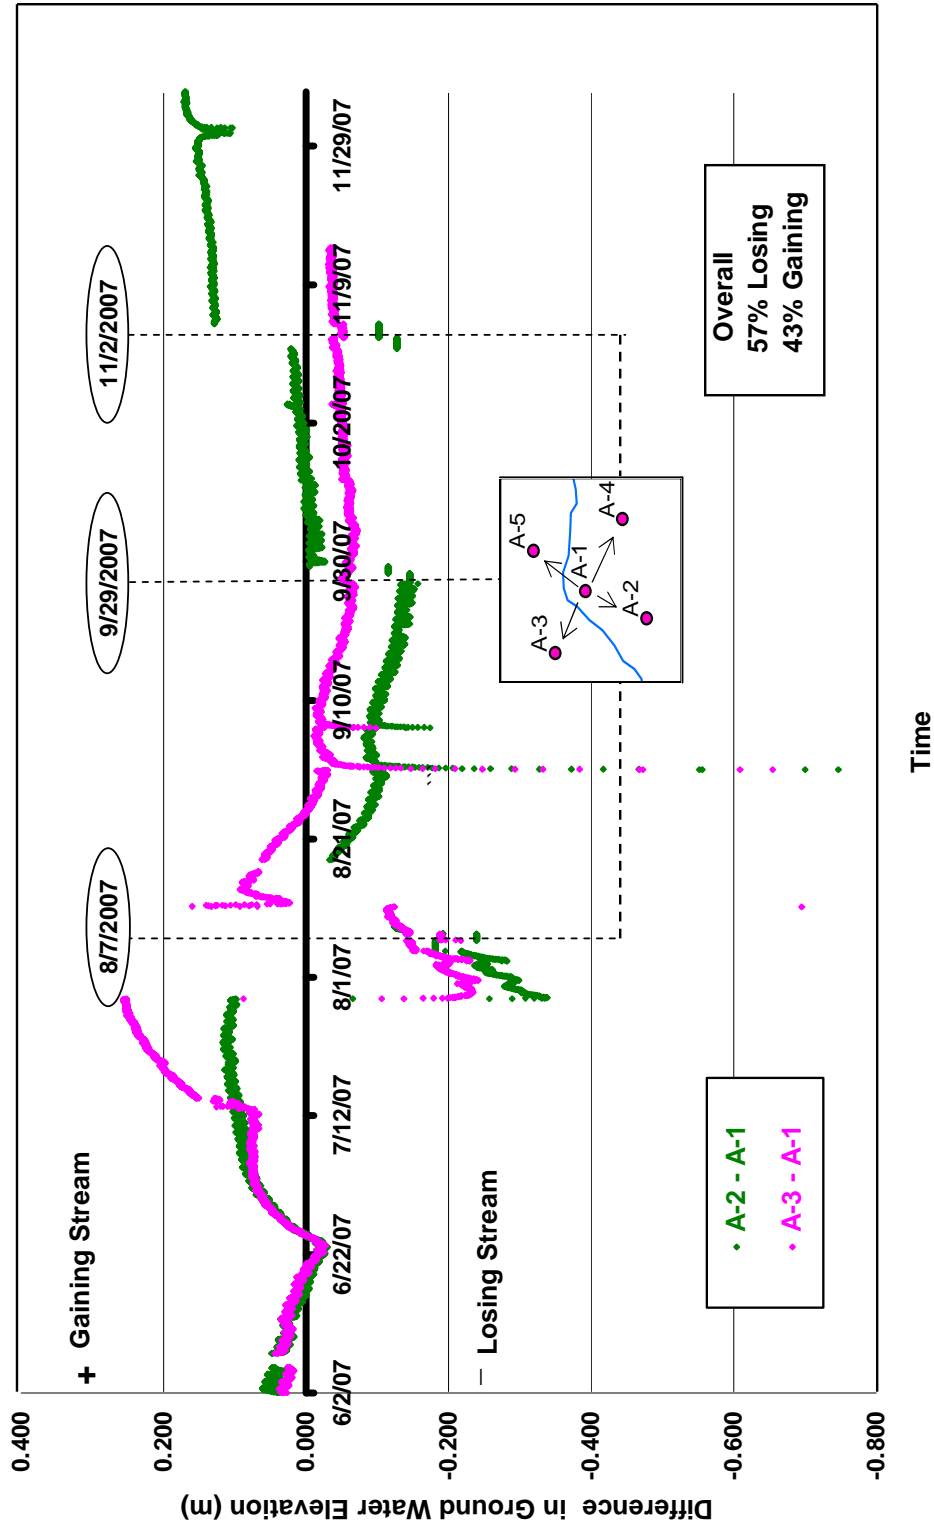 8/7/2007
9/29/2007
11/2/2007
+ Gaining Stream
– Losing Stream
0.400
0.200
0.000
-0.200
-0.400
-0.600
-0.800
Difference in Ground Water Elevation (m)
6/2/07
6/22/07
7/12/07
8/1/07
8/21/07
9/10/07
9/30/07
10/20/07
11/9/07
11/29/07
Time
A-2 - A-1
A-3 - A-1
A-3
A-5
A-1
A-2
A-4
Overall
57% Losing
43% Gaining